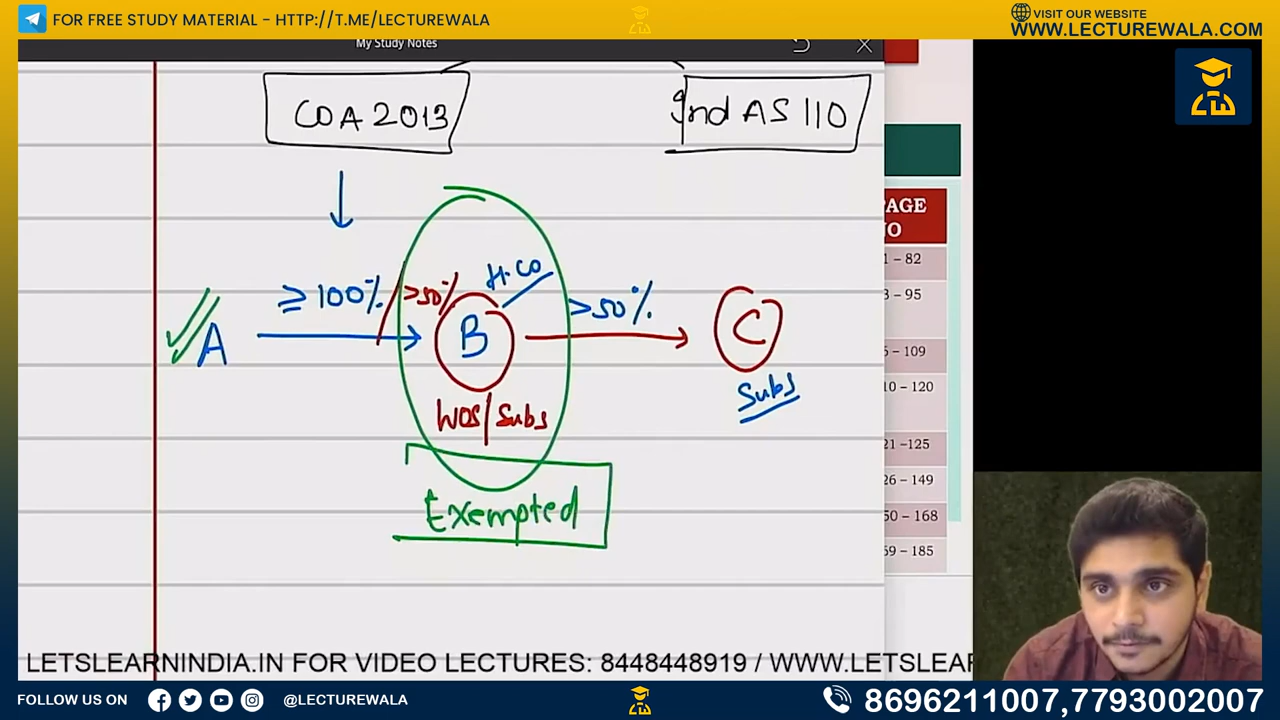 FOR FREE STUDY MATERIAL - HTTP://T.ME/LECTUREWALA
VISIT OUR WEBSITE
WWW.LECTUREWALA.COM
My Study Notes
COA 2013
Ind AS 110
PAGE
NO
1 – 82
3 – 95
– 109
10 – 120
21 -125
26 – 149
50 – 168
69 – 185
≥ 100%
>50%
H.CO
>50%
A
B
C
WOS/Subs
Subs
Exempted
LETSLEARNINDIA.IN FOR VIDEO LECTURES: 8448448919 / WWW.LETSLEAR
FOLLOW US ON
@LECTUREWALA
8696211007,7793002007